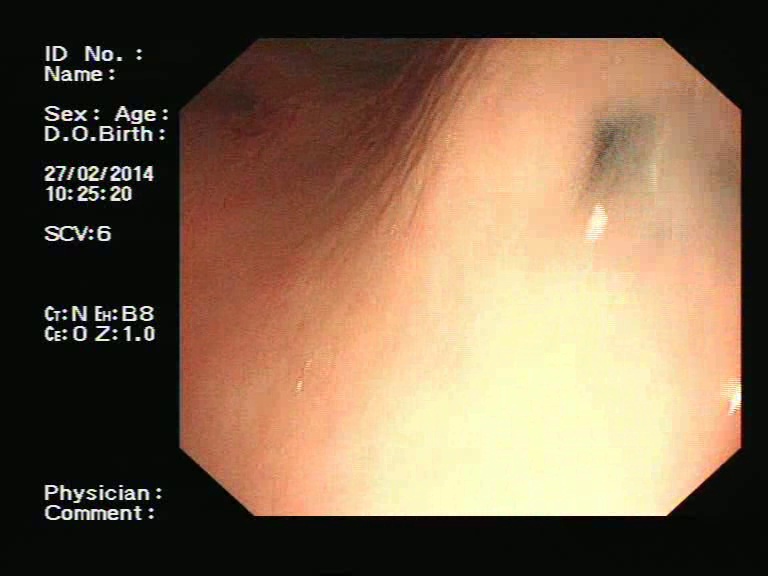 ID No. :
Name:
Sex: Age:
D.O.Birth:
27/02/2014
10:25:20
SCV:6
CT:N EH:B8
CE:0 Z:1.0
Physician:
Comment: